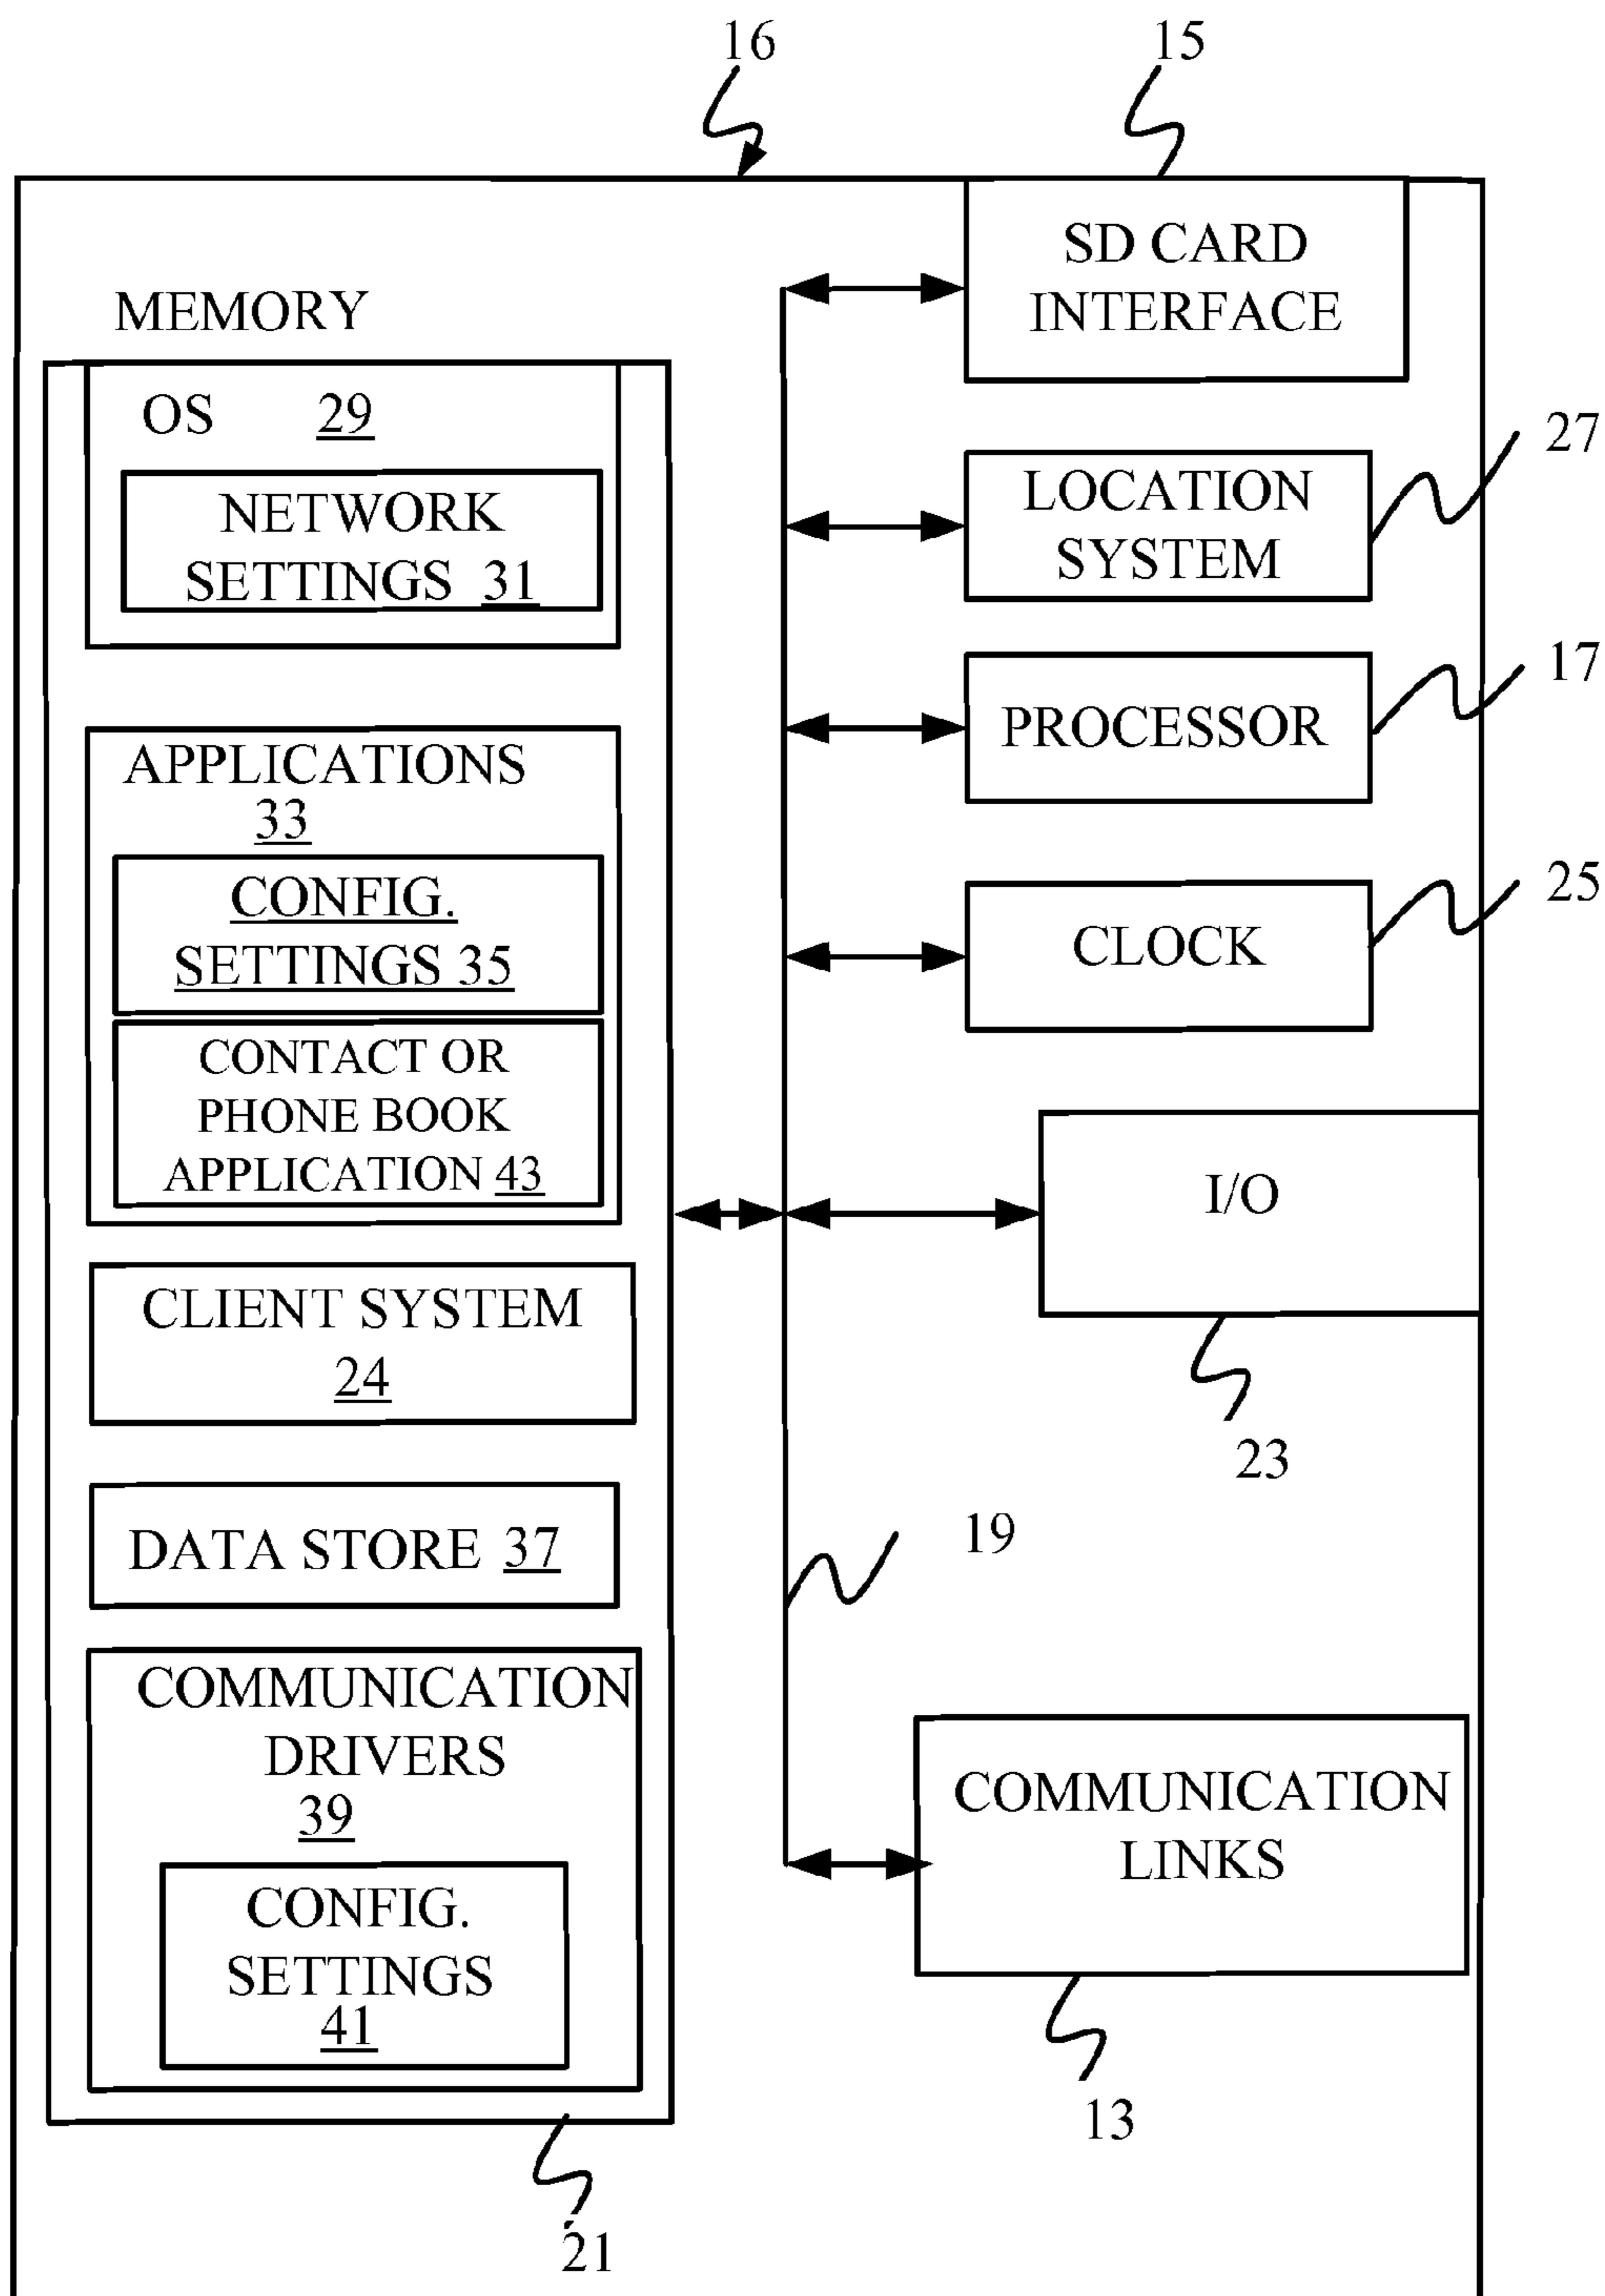 16
15
SD CARD
INTERFACE
MEMORY
OS 29
NETWORK
SETTINGS 31
27
LOCATION
SYSTEM
17
PROCESSOR
APPLICATIONS
33
CONFIG.
SETTINGS 35
25
CLOCK
CONTACT OR
PHONE BOOK
APPLICATION 43
I/O
23
CLIENT SYSTEM
24
DATA STORE 37
19
COMMUNICATION
DRIVERS
39
CONFIG.
SETTINGS
41
COMMUNICATION
LINKS
13
21